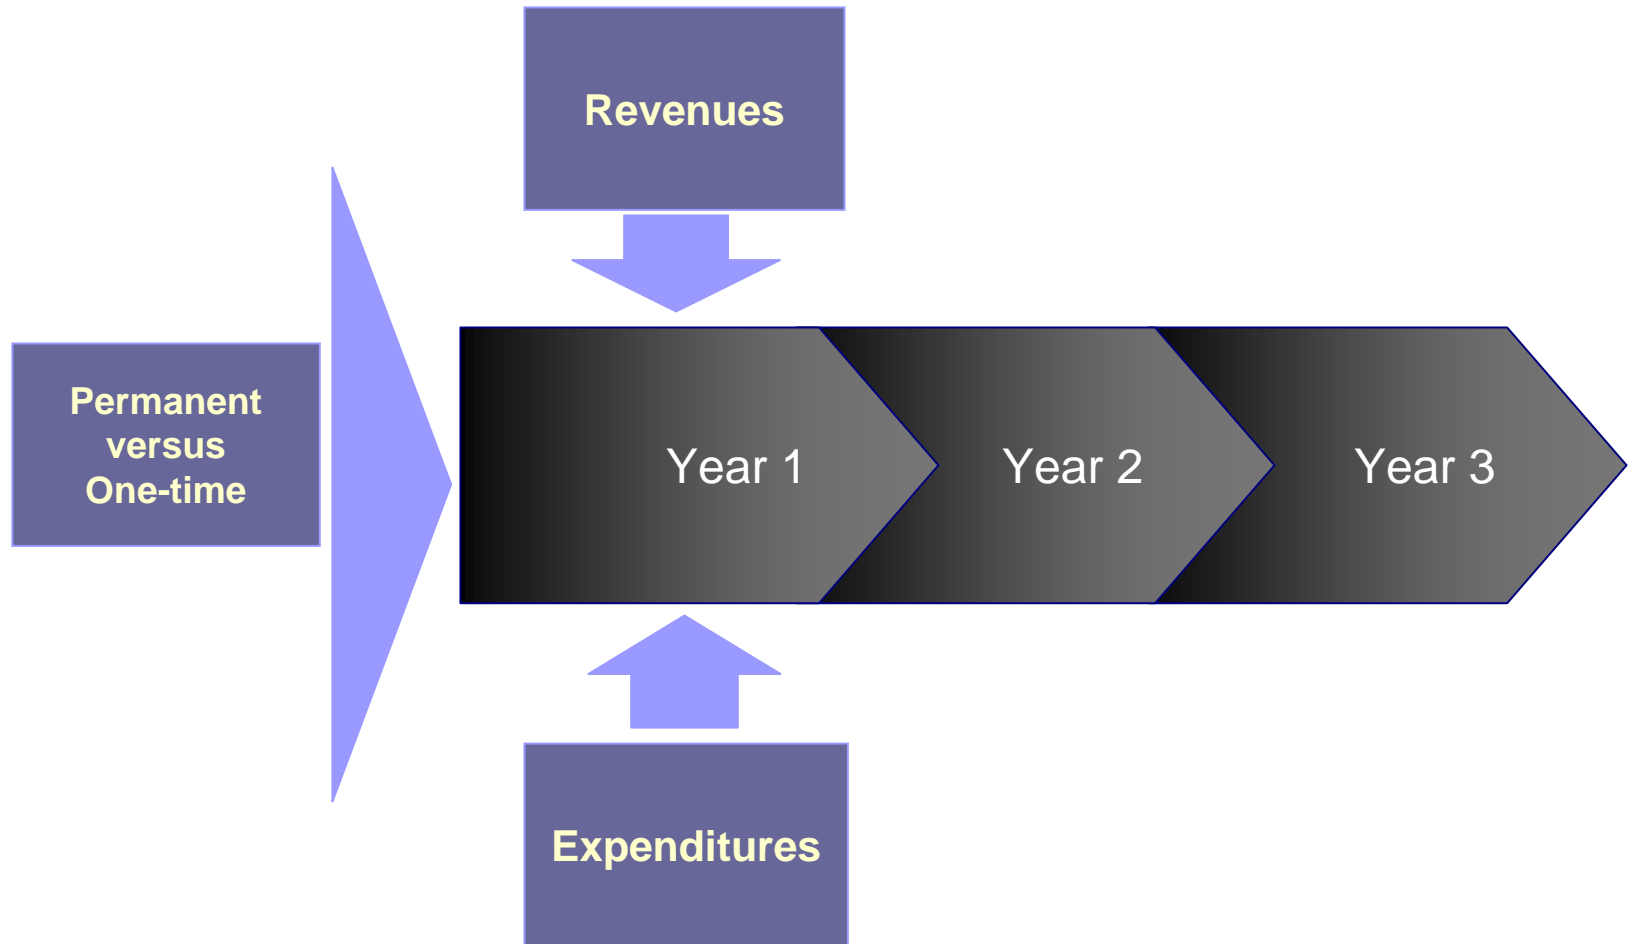 Revenues
Permanent
versus
One-time
Year 1
Year 2
Year 3
Expenditures